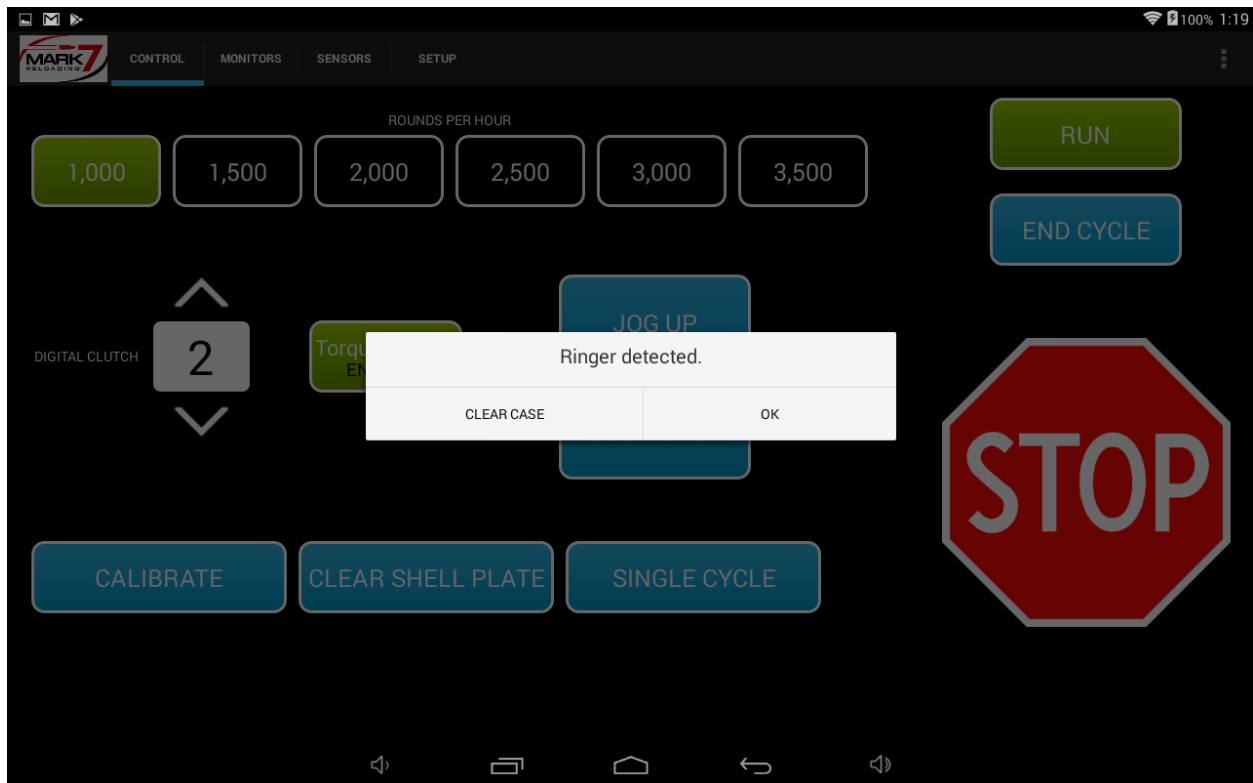 100% 1:19
MARK 7
RELOADING
CONTROL MONITORS SENSORS SETUP
ROUNDS PER HOUR
1,000 1,500 2,000 2,500 3,000 3,500
RUN
END CYCLE
JOG UP
DIGITAL CLUTCH 2
Torqu
EN
Ringer detected.
CLEAR CASE OK
STOP
CALIBRATE CLEAR SHELL PLATE SINGLE CYCLE